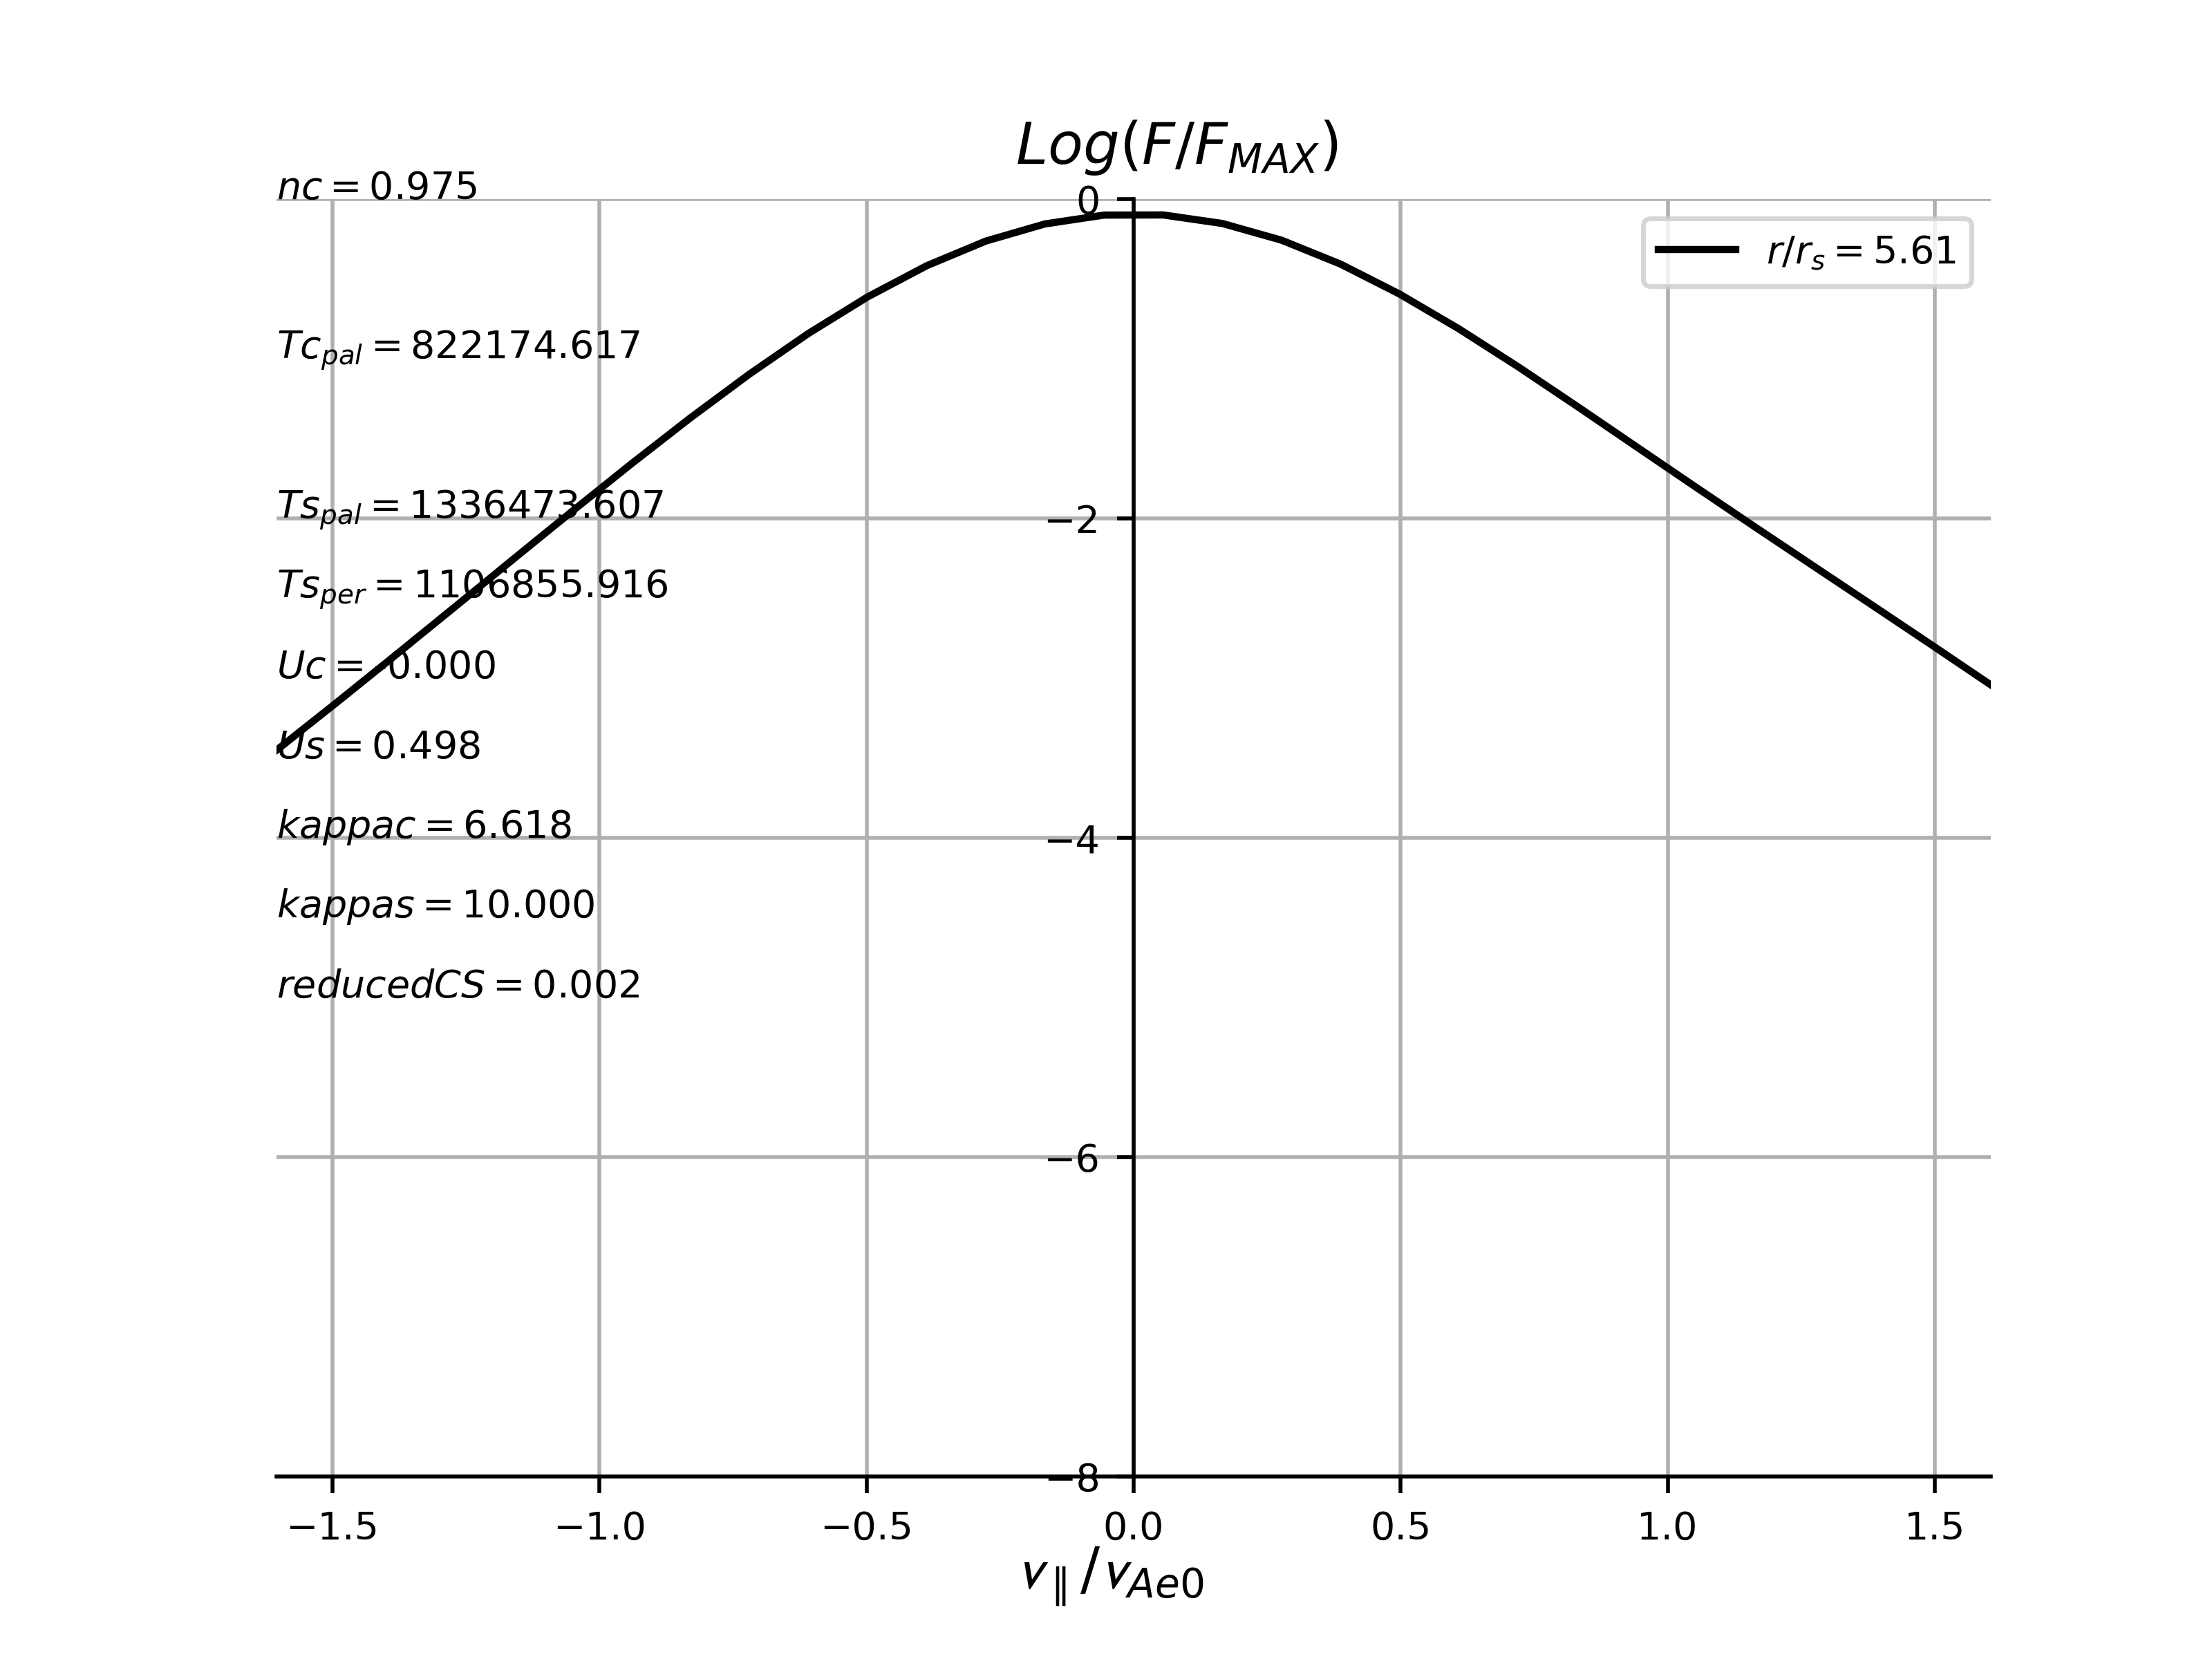 Log(F/F_MAX)
nc = 0.975
0
r/r_s = 5.61
Tc_pal = 822174.617
Ts_pal = 1336473.607
−2
Ts_per = 1106855.916
Uc = −0.000
Us = 0.498
kappac = 6.618
−4
kappas = 10.000
reducedCS = 0.002
−6
−8
−1.5 −1.0 −0.5 0.0 0.5 1.0 1.5
v_∥/v_Ae0